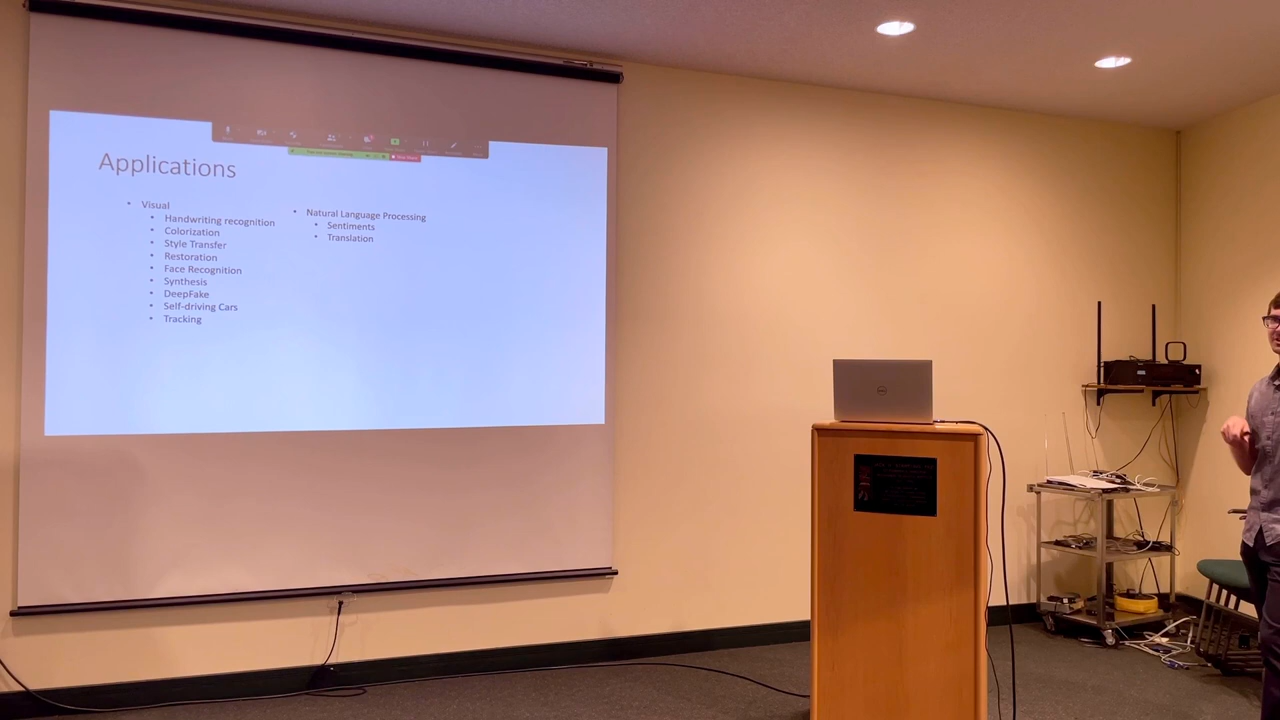 Applications
Visual
Handwriting recognition
Colorization
Style Transfer
Restoration
Face Recognition
Synthesis
DeepFake
Self-driving Cars
Tracking
Natural Language Processing
Sentiments
Translation
DELL